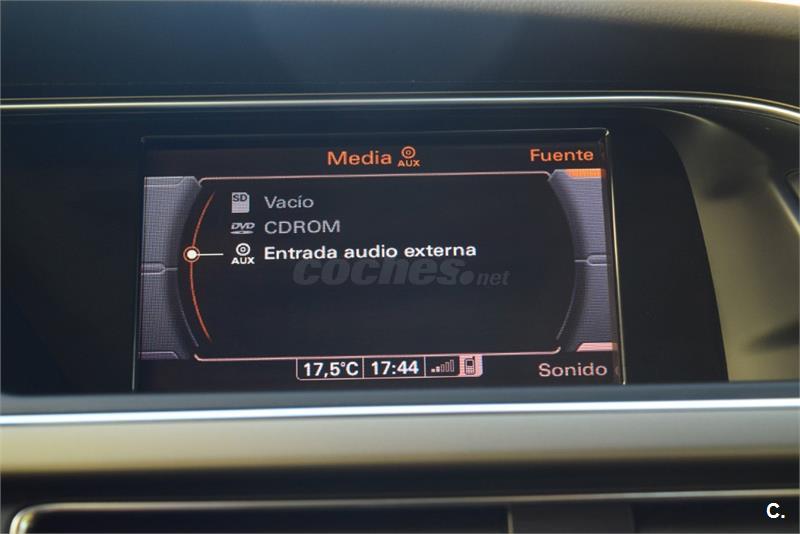 Media AUX
Fuente
SD Vacío
DVD CDROM
AUX Entrada audio externa
coches.net
17,5°C 17:44
Sonido
C.